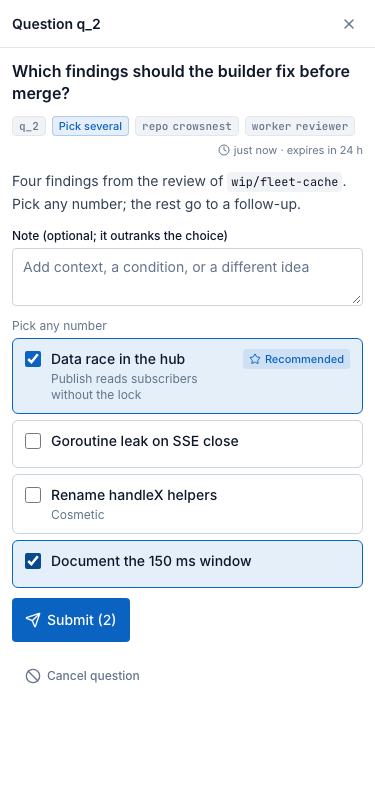 Question q_2
Which findings should the builder fix before
merge?
q_2 Pick several repo crowsnest worker reviewer
just now · expires in 24 h
Four findings from the review of wip/fleet-cache.
Pick any number; the rest go to a follow-up.
Note (optional; it outranks the choice)
Add context, a condition, or a different idea
Pick any number
Data race in the hub Recommended
Publish reads subscribers
without the lock
Goroutine leak on SSE close
Rename handleX helpers
Cosmetic
Document the 150 ms window
Submit (2)
Cancel question